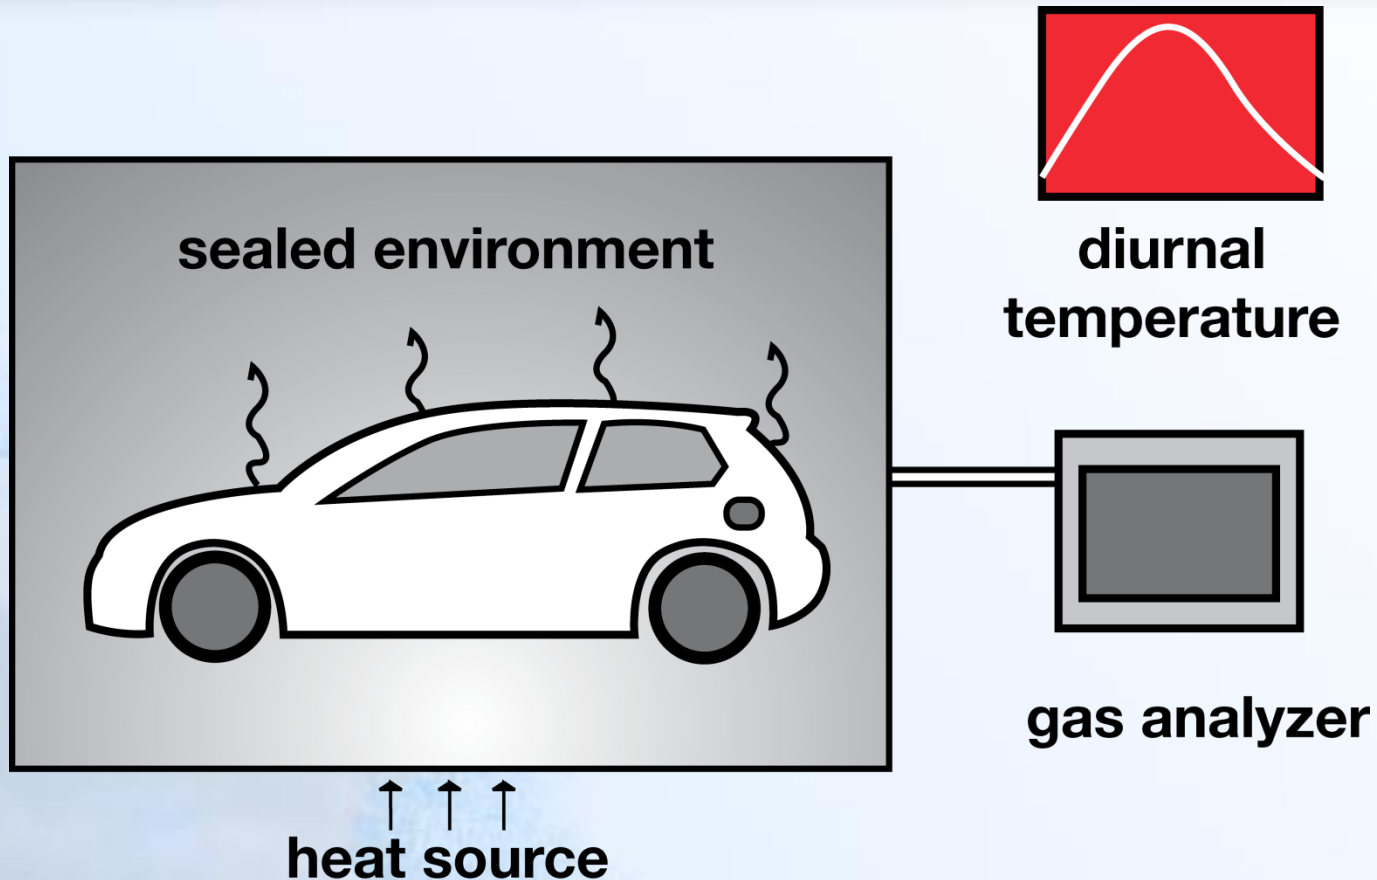 sealed environment
diurnal
temperature
gas analyzer
heat source